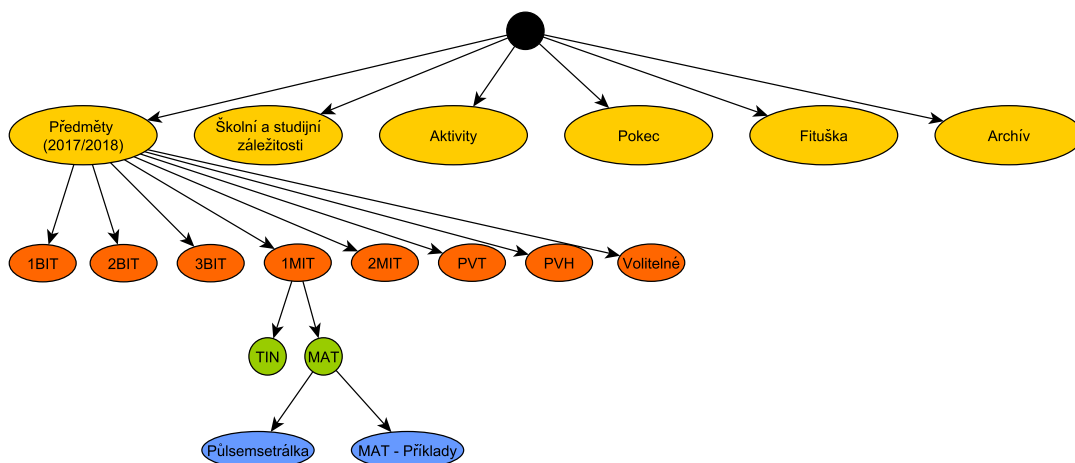 Předměty
(2017/2018)
Školní a studijní
záležitosti
Aktivity
Pokec
Fituška
Archív
1BIT
2BIT
3BIT
1MIT
2MIT
PVT
PVH
Volitelné
TIN
MAT
Půlsemsetrálka
MAT - Příklady